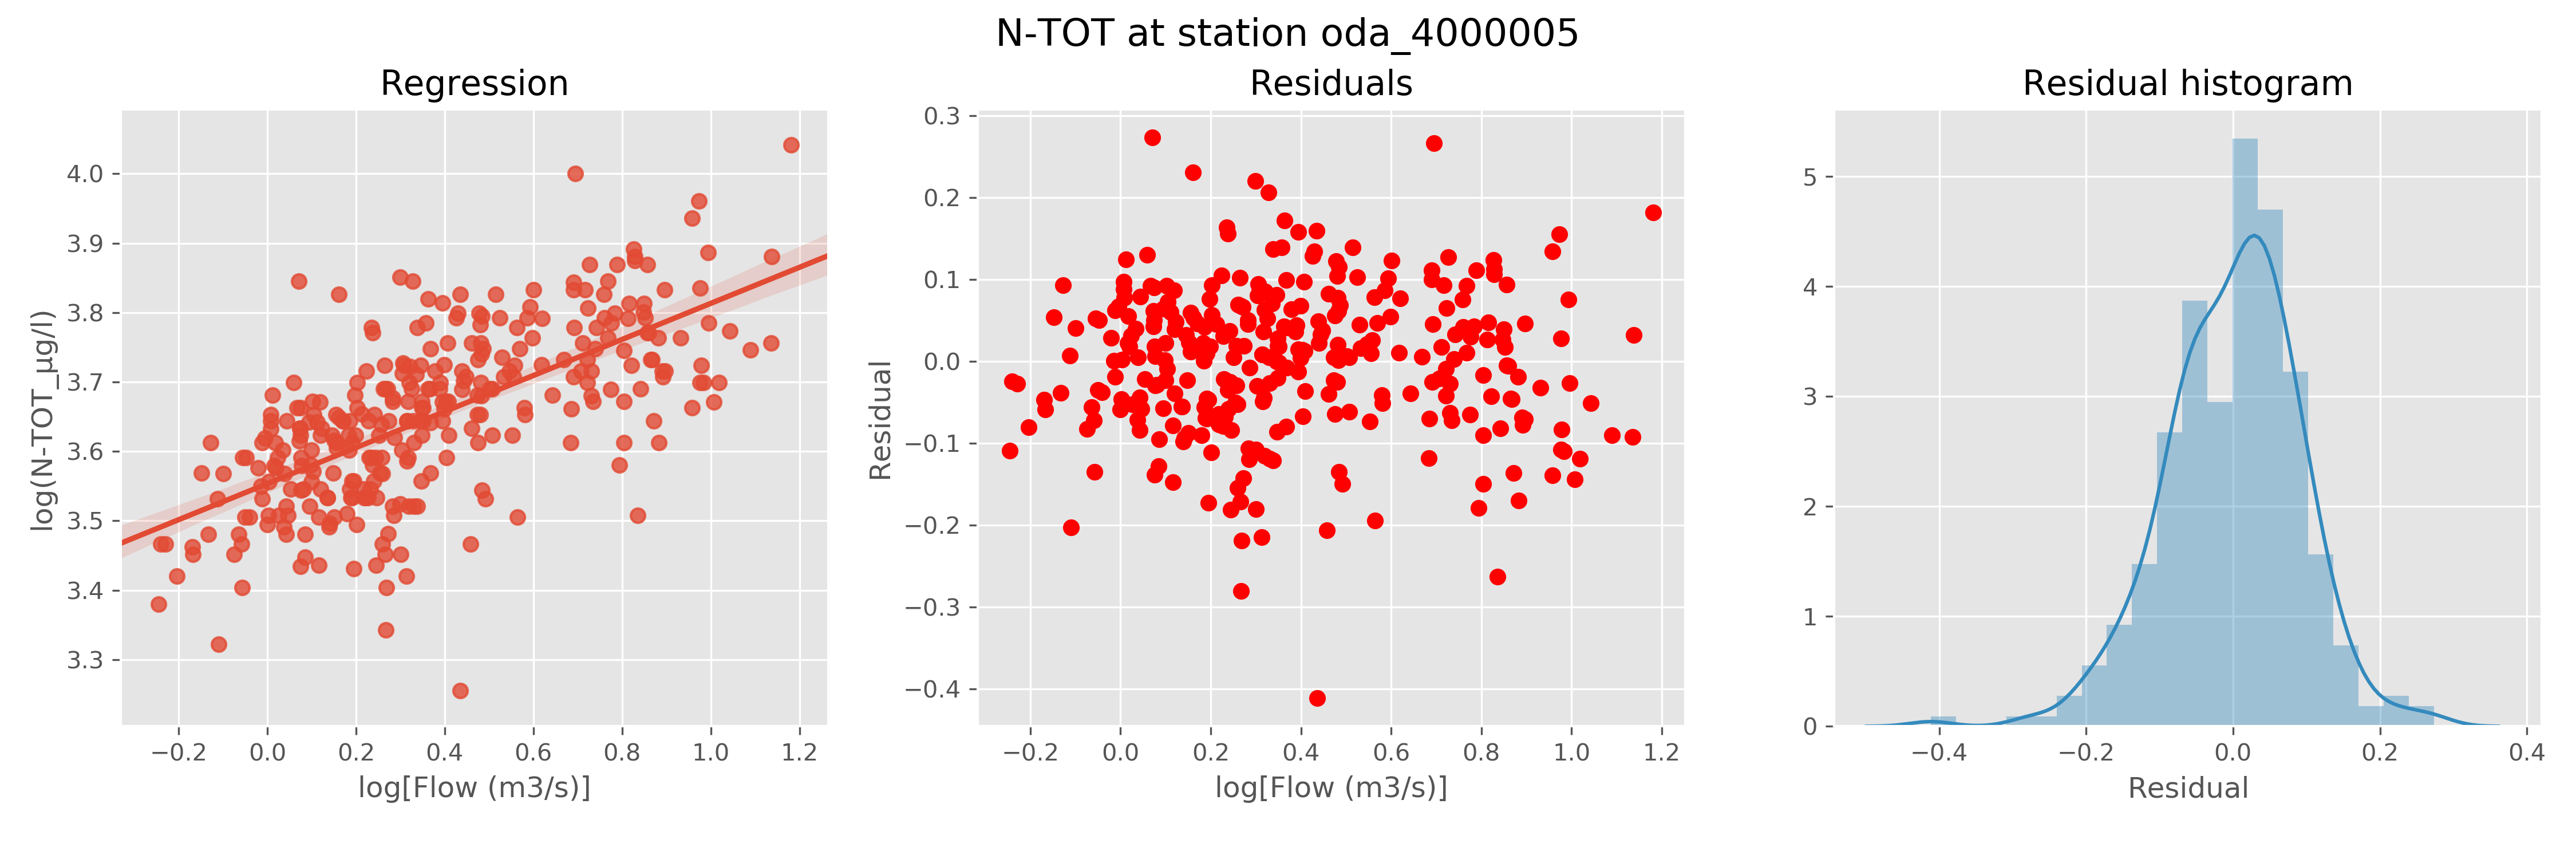 N-TOT at station oda_4000005
Regression
4.0
3.9
3.8
3.7
3.6
3.5
3.4
3.3
log(N-TOT_µg/l)
−0.2 0.0 0.2 0.4 0.6 0.8 1.0 1.2
log[Flow (m3/s)]
Residuals
0.3
0.2
0.1
0.0
−0.1
−0.2
−0.3
−0.4
Residual
−0.2 0.0 0.2 0.4 0.6 0.8 1.0 1.2
log[Flow (m3/s)]
Residual histogram
5
4
3
2
1
0
−0.4 −0.2 0.0 0.2 0.4
Residual